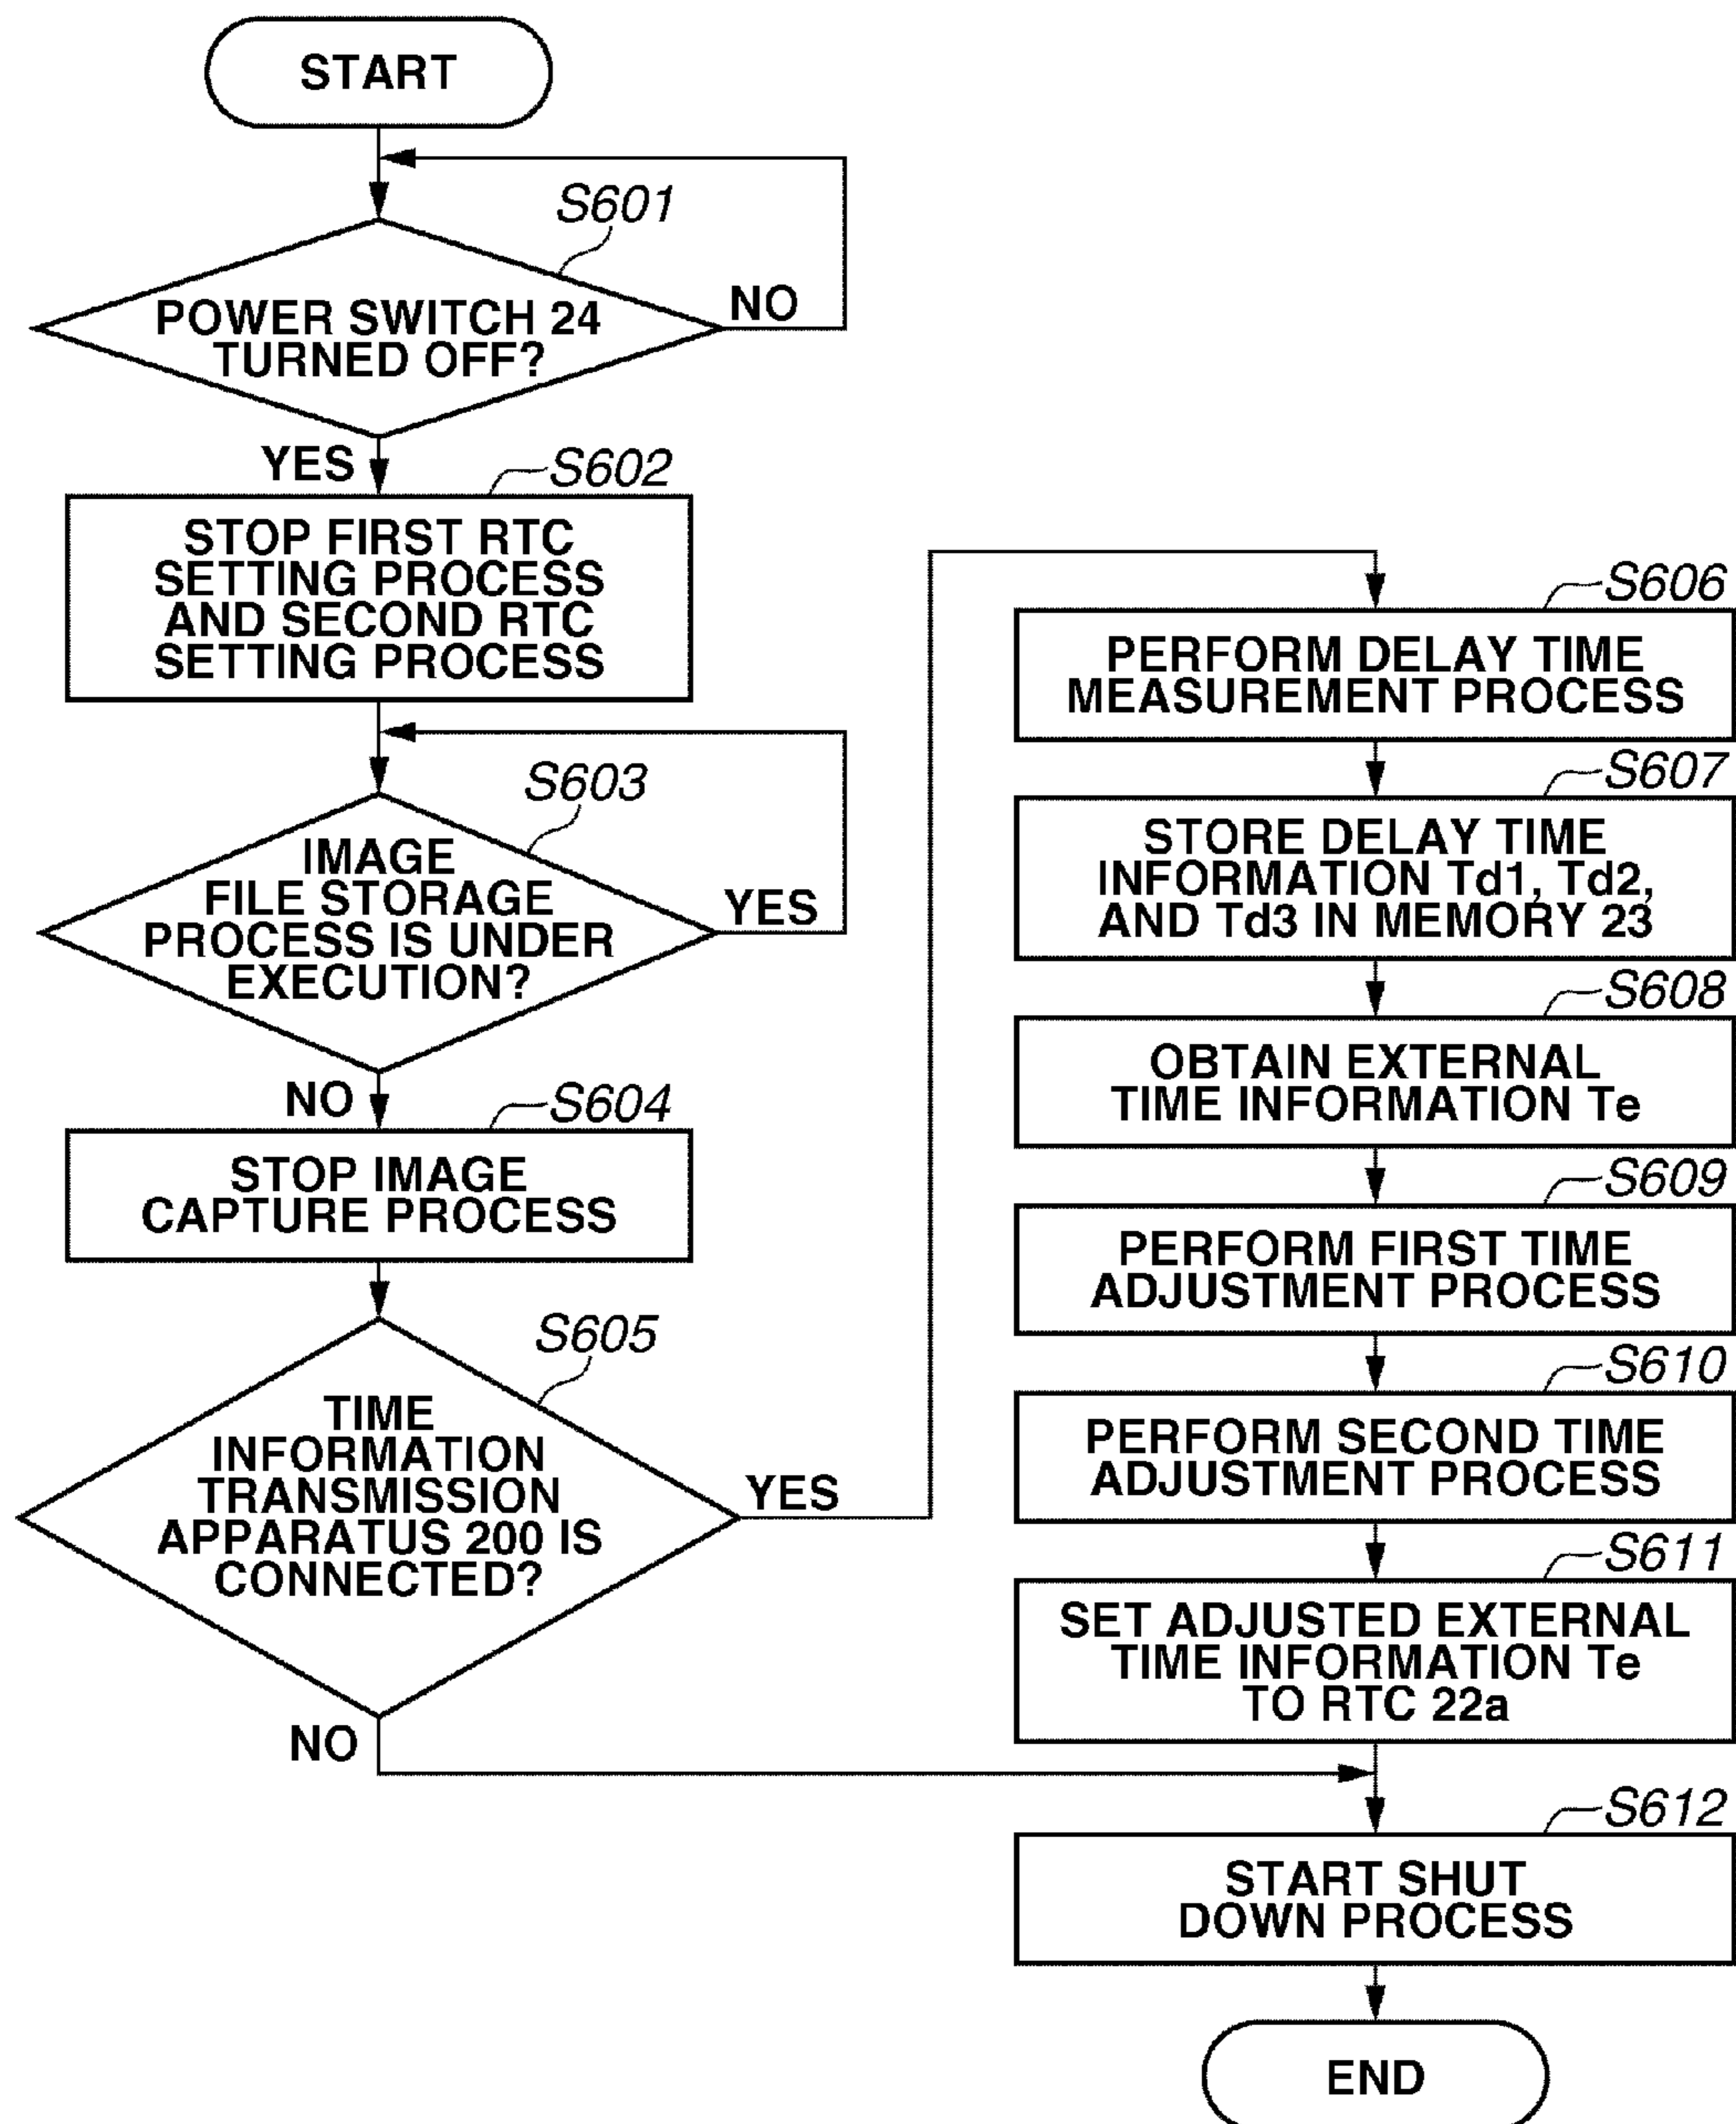 START
S601
POWER SWITCH 24
TURNED OFF?
NO
YES
S602
STOP FIRST RTC
SETTING PROCESS
AND SECOND RTC
SETTING PROCESS
S603
IMAGE
FILE STORAGE
PROCESS IS UNDER
EXECUTION?
YES
NO
S604
STOP IMAGE
CAPTURE PROCESS
S605
TIME
INFORMATION
TRANSMISSION
APPARATUS 200 IS
CONNECTED?
YES
NO
S606
PERFORM DELAY TIME
MEASUREMENT PROCESS
S607
STORE DELAY TIME
INFORMATION Td1, Td2,
AND Td3 IN MEMORY 23
S608
OBTAIN EXTERNAL
TIME INFORMATION Te
S609
PERFORM FIRST TIME
ADJUSTMENT PROCESS
S610
PERFORM SECOND TIME
ADJUSTMENT PROCESS
S611
SET ADJUSTED EXTERNAL
TIME INFORMATION Te
TO RTC 22a
S612
START SHUT
DOWN PROCESS
END